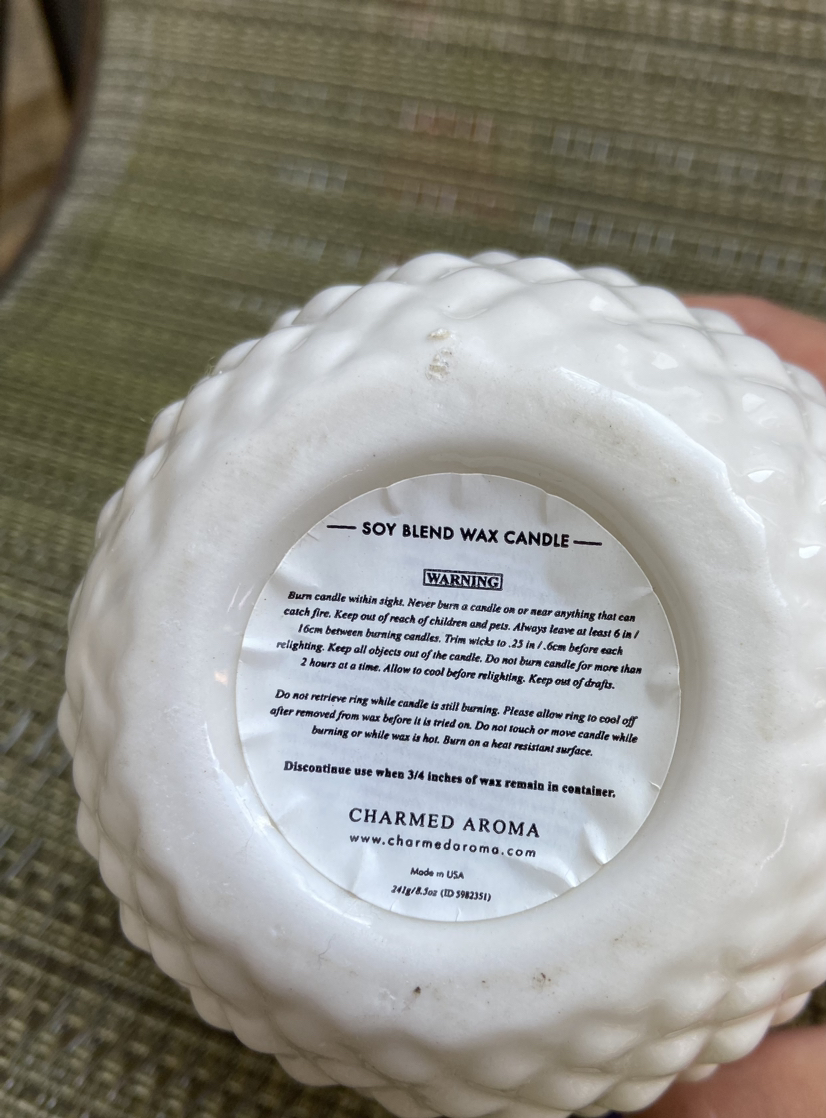 SOY BLEND WAX CANDLE
WARNING
Burn candle within sight. Never burn a candle on or near anything that can
catch fire. Keep out of reach of children and pets. Always leave at least 6 in /
16cm between burning candles. Trim wicks to .25 in / .6cm before each
relighting. Keep all objects out of the candle. Do not burn candle for more than
2 hours at a time. Allow to cool before relighting. Keep out of drafts.
Do not retrieve ring while candle is still burning. Please allow ring to cool off
after removed from wax before it is tried on. Do not touch or move candle while
burning or while wax is hot. Burn on a heat resistant surface.
Discontinue use when 3/4 inches of wax remain in container.
CHARMED AROMA
www.charmedaroma.com
Made in USA
241g/8.5oz (ID 5982351)